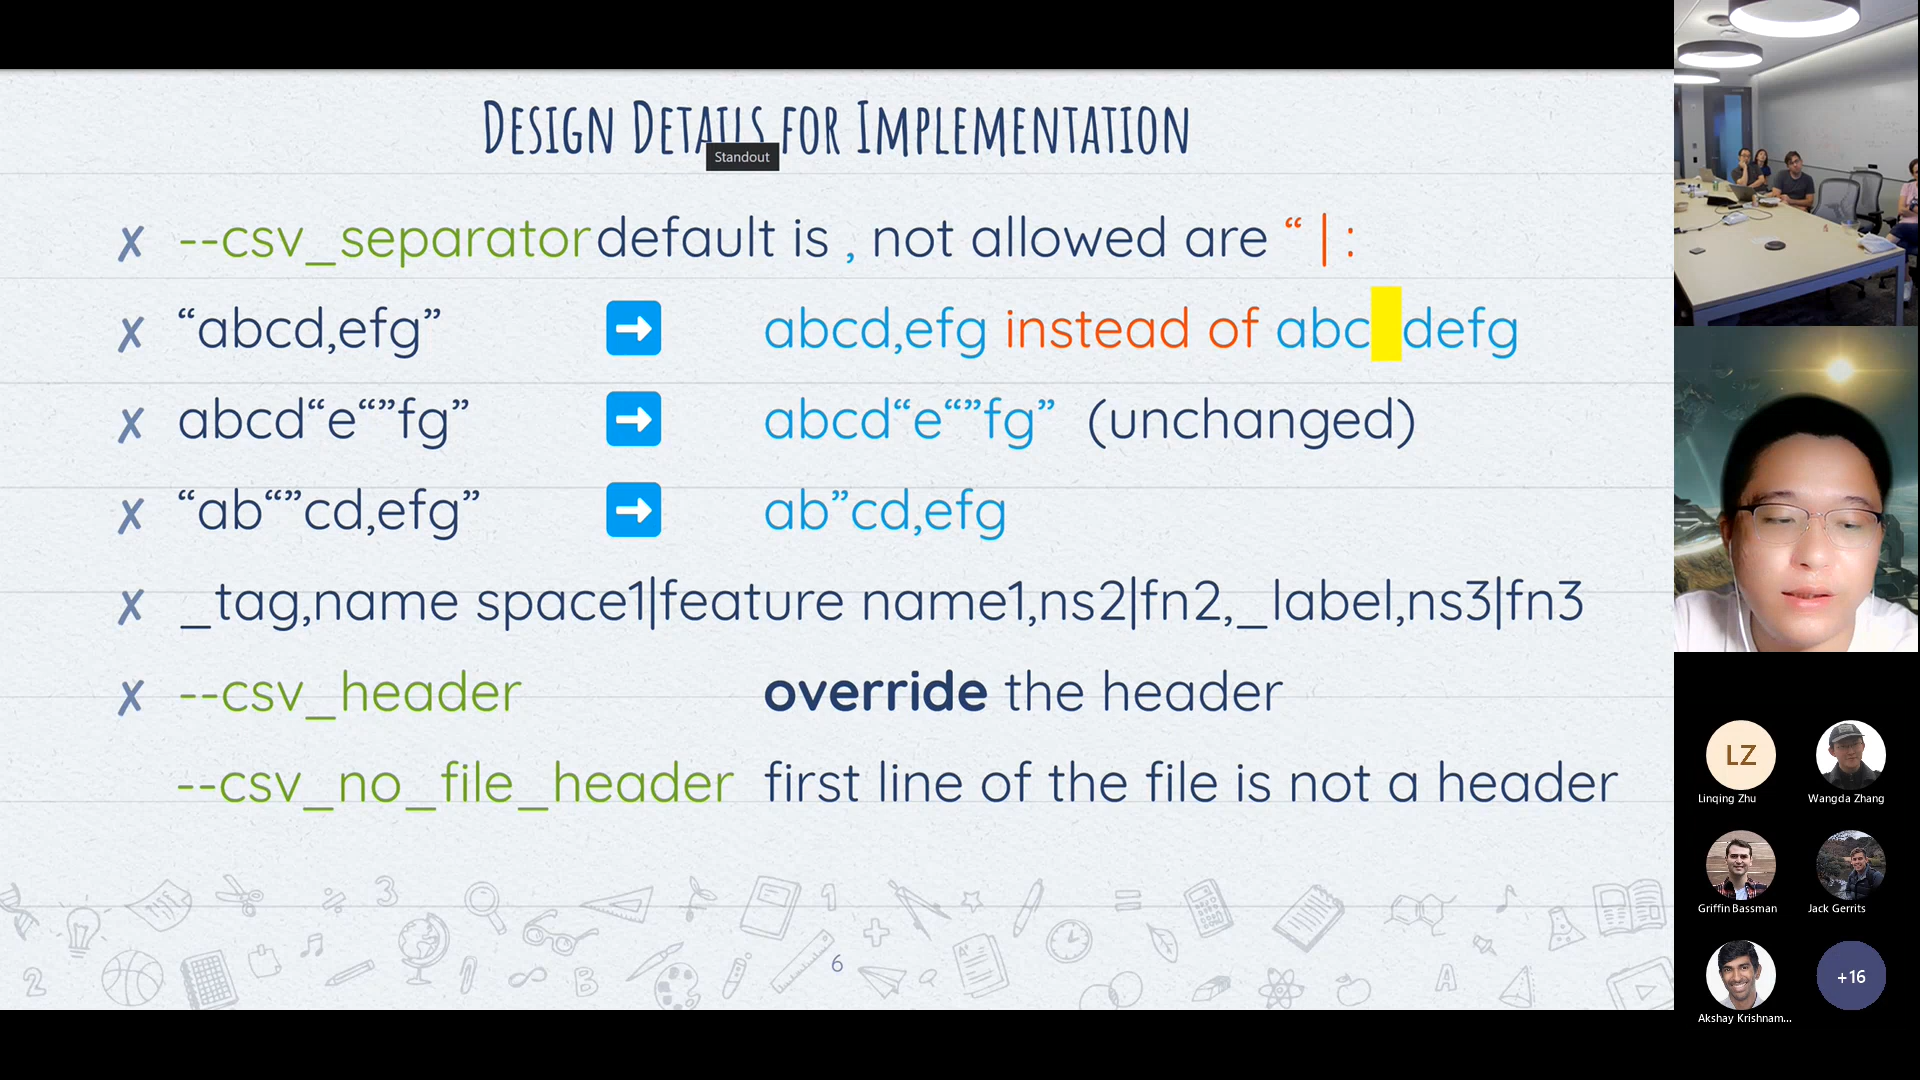 Design Details for Implementation
Standout
✗ --csv_separator default is , not allowed are “ | :
✗ “abcd,efg” ➡ abcd,efg instead of abc defg
✗ abcd“e“”fg” ➡ abcd“e“”fg” (unchanged)
✗ “ab“”cd,efg” ➡ ab”cd,efg
✗ _tag,name space1|feature name1,ns2|fn2,_label,ns3|fn3
✗ --csv_header override the header
--csv_no_file_header first line of the file is not a header
6
LZ
Linqing Zhu
Wangda Zhang
Griffin Bassman
Jack Gerrits
Akshay Krishnam...
+16